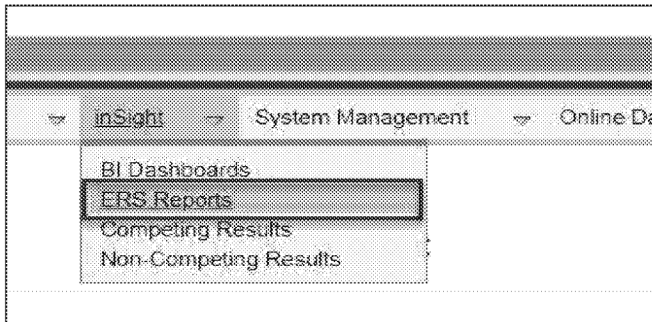 inSight System Management Online Da
BI Dashboards
ERS Reports
Competing Results
Non-Competing Results